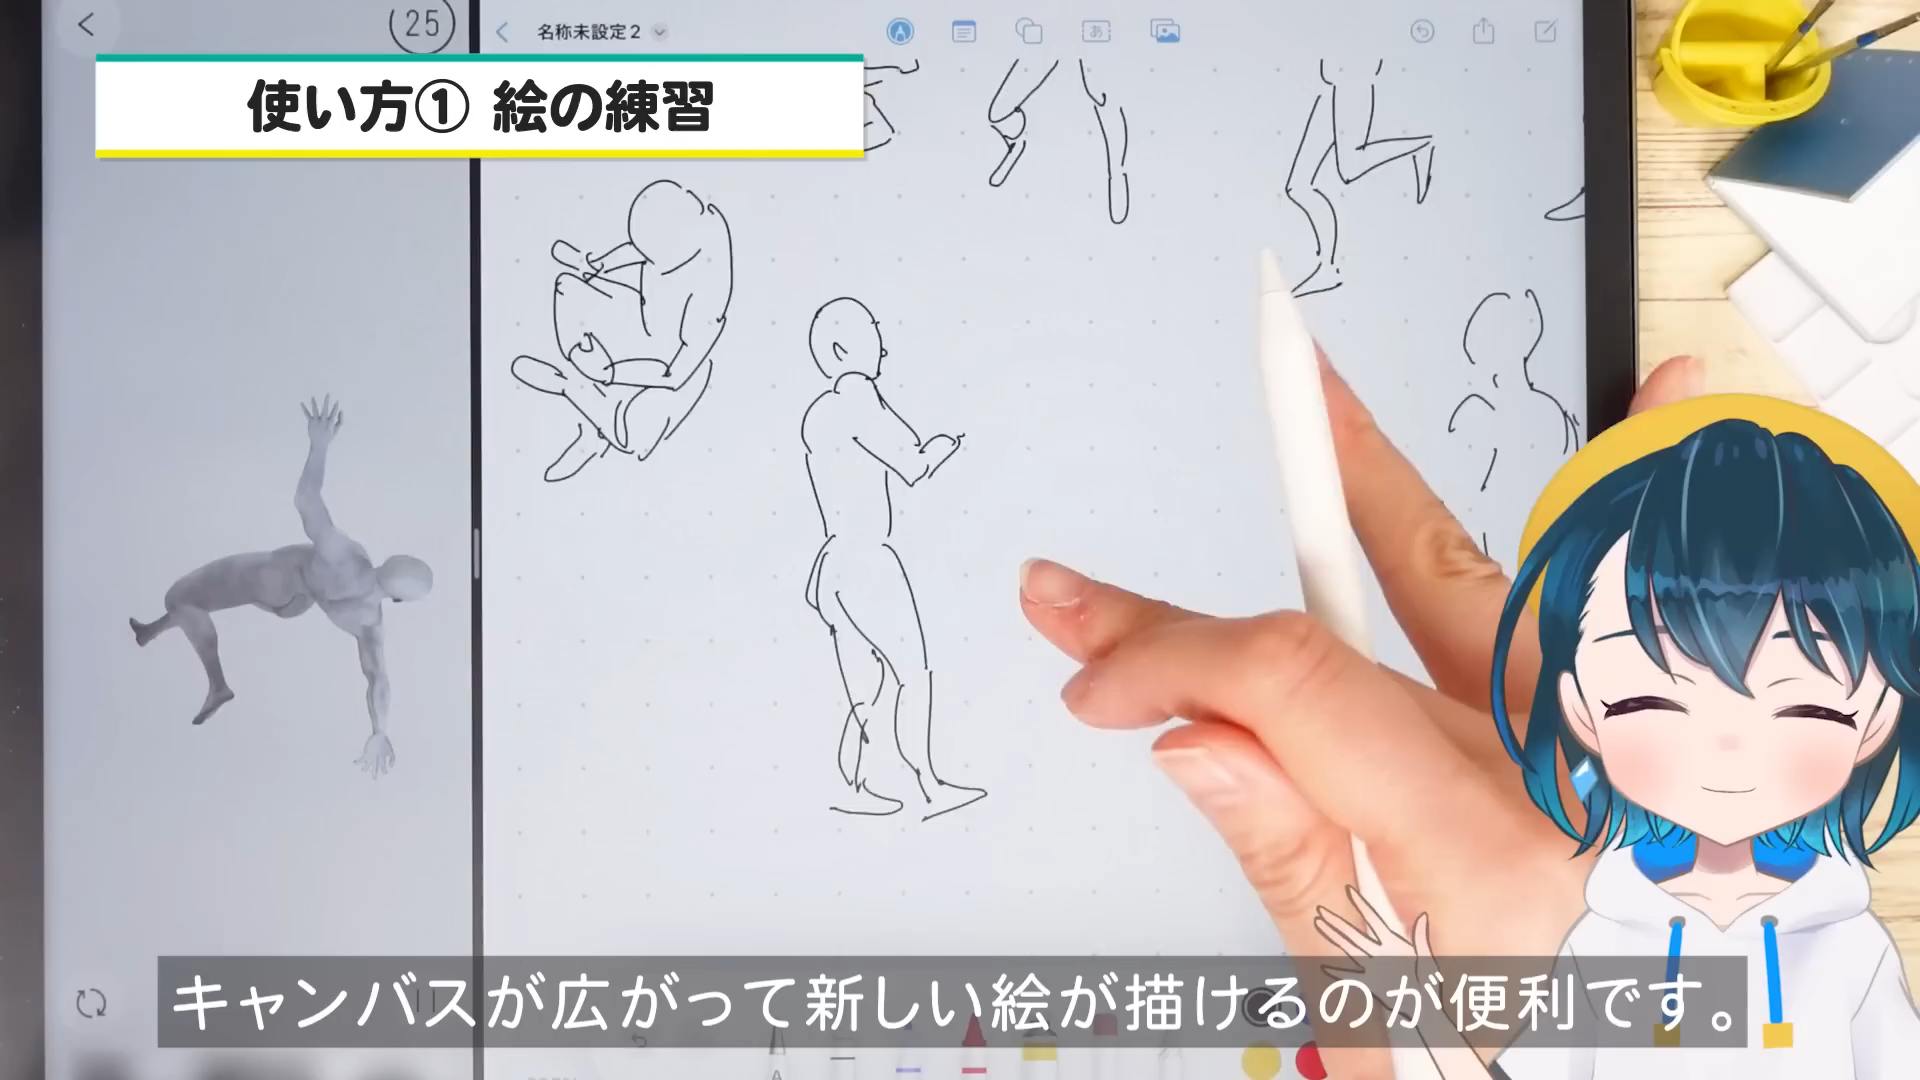 25
名称未設定 2
あ
使い方① 絵の練習
キャンバスが広がって新しい絵が描けるのが便利です。
A